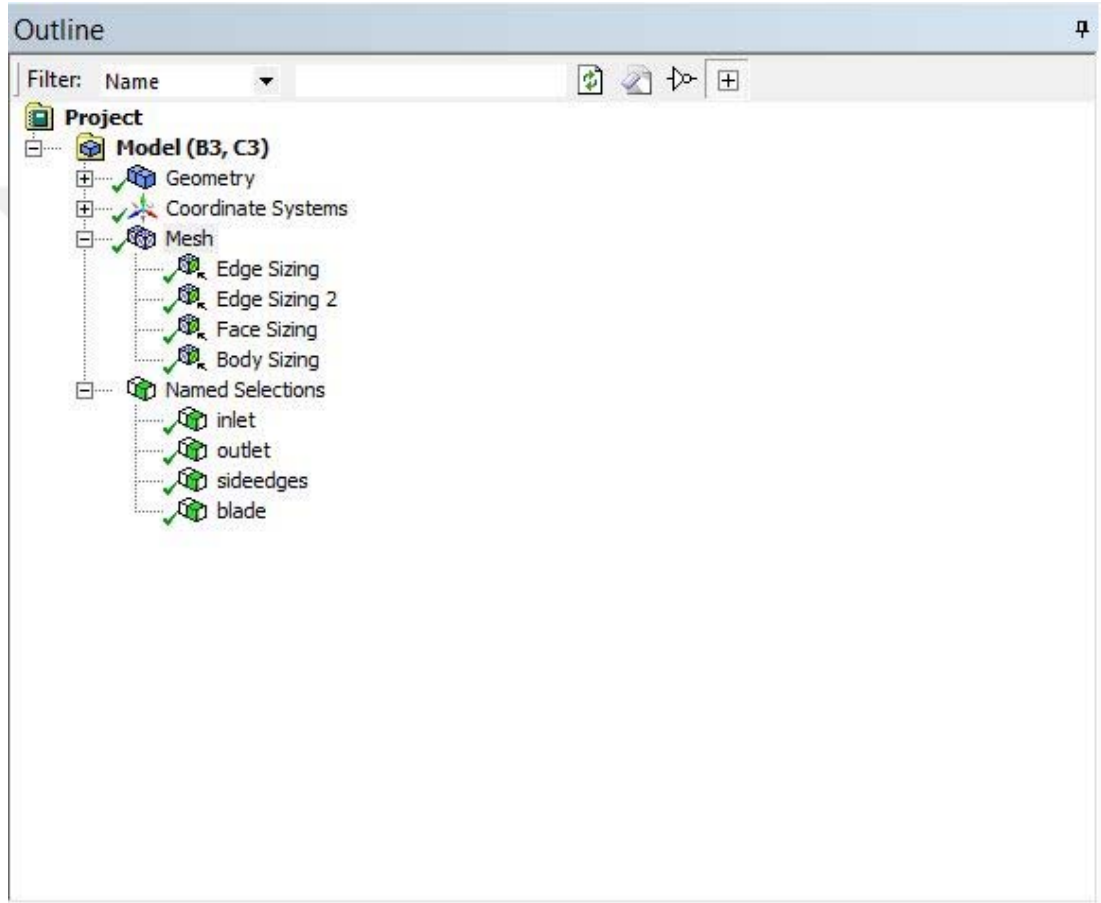 Outline
Filter: Name
Project
Model (B3, C3)
Geometry
Coordinate Systems
Mesh
Edge Sizing
Edge Sizing 2
Face Sizing
Body Sizing
Named Selections
inlet
outlet
sideedges
blade